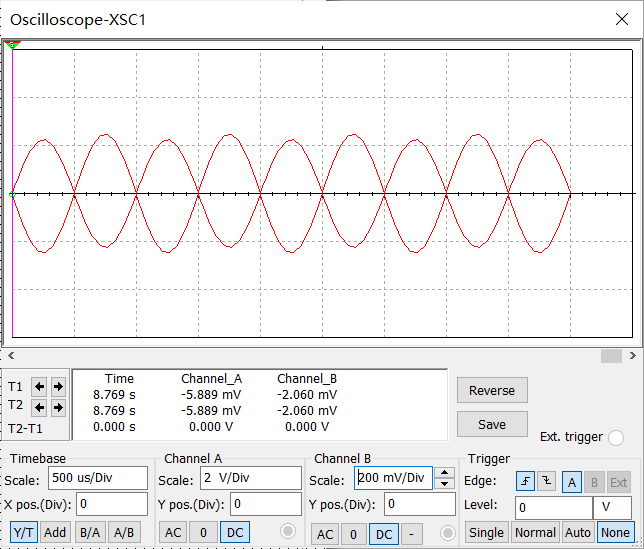 Oscilloscope-XSC1
Time Channel_A Channel_B
T1 8.769 s -5.889 mV -2.060 mV
T2 8.769 s -5.889 mV -2.060 mV
T2-T1 0.000 s 0.000 V 0.000 V
Reverse
Save
Ext. trigger
Timebase Channel A Channel B Trigger
Scale: 500 us/Div Scale: 2 V/Div Scale: 200 mV/Div Edge: A B Ext
X pos.(Div): 0 Y pos.(Div): 0 Y pos.(Div): 0 Level: 0 V
Y/T Add B/A A/B AC 0 DC AC 0 DC - Single Normal Auto None